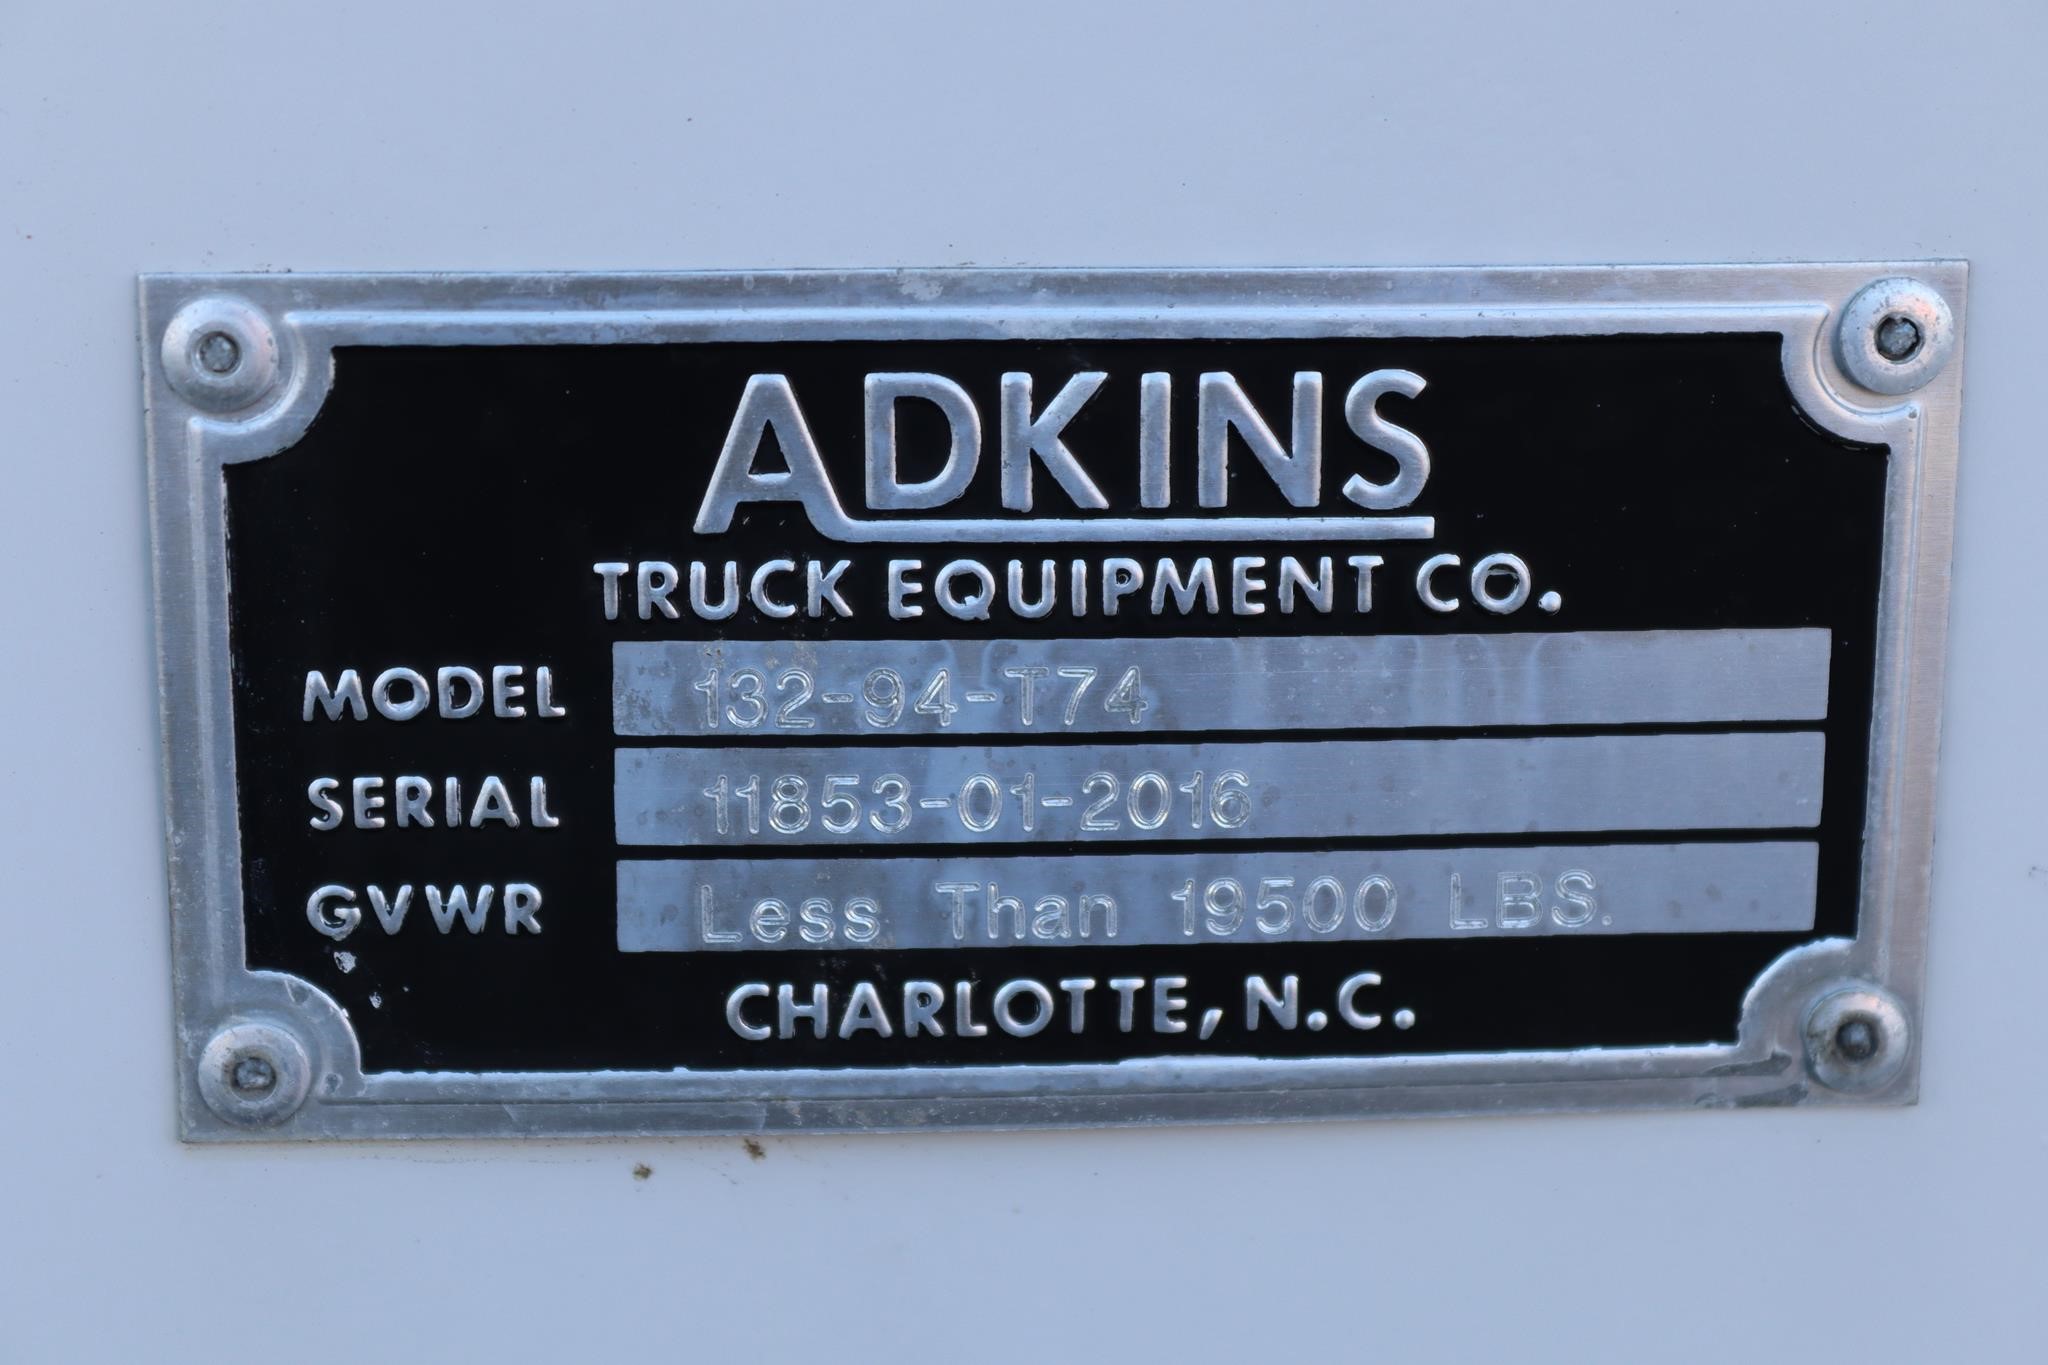 ADKINS
TRUCK EQUIPMENT CO.
MODEL 132-94-T74
SERIAL 11853-01-2016
GVWR Less Than 19500 LBS.
CHARLOTTE, N.C.